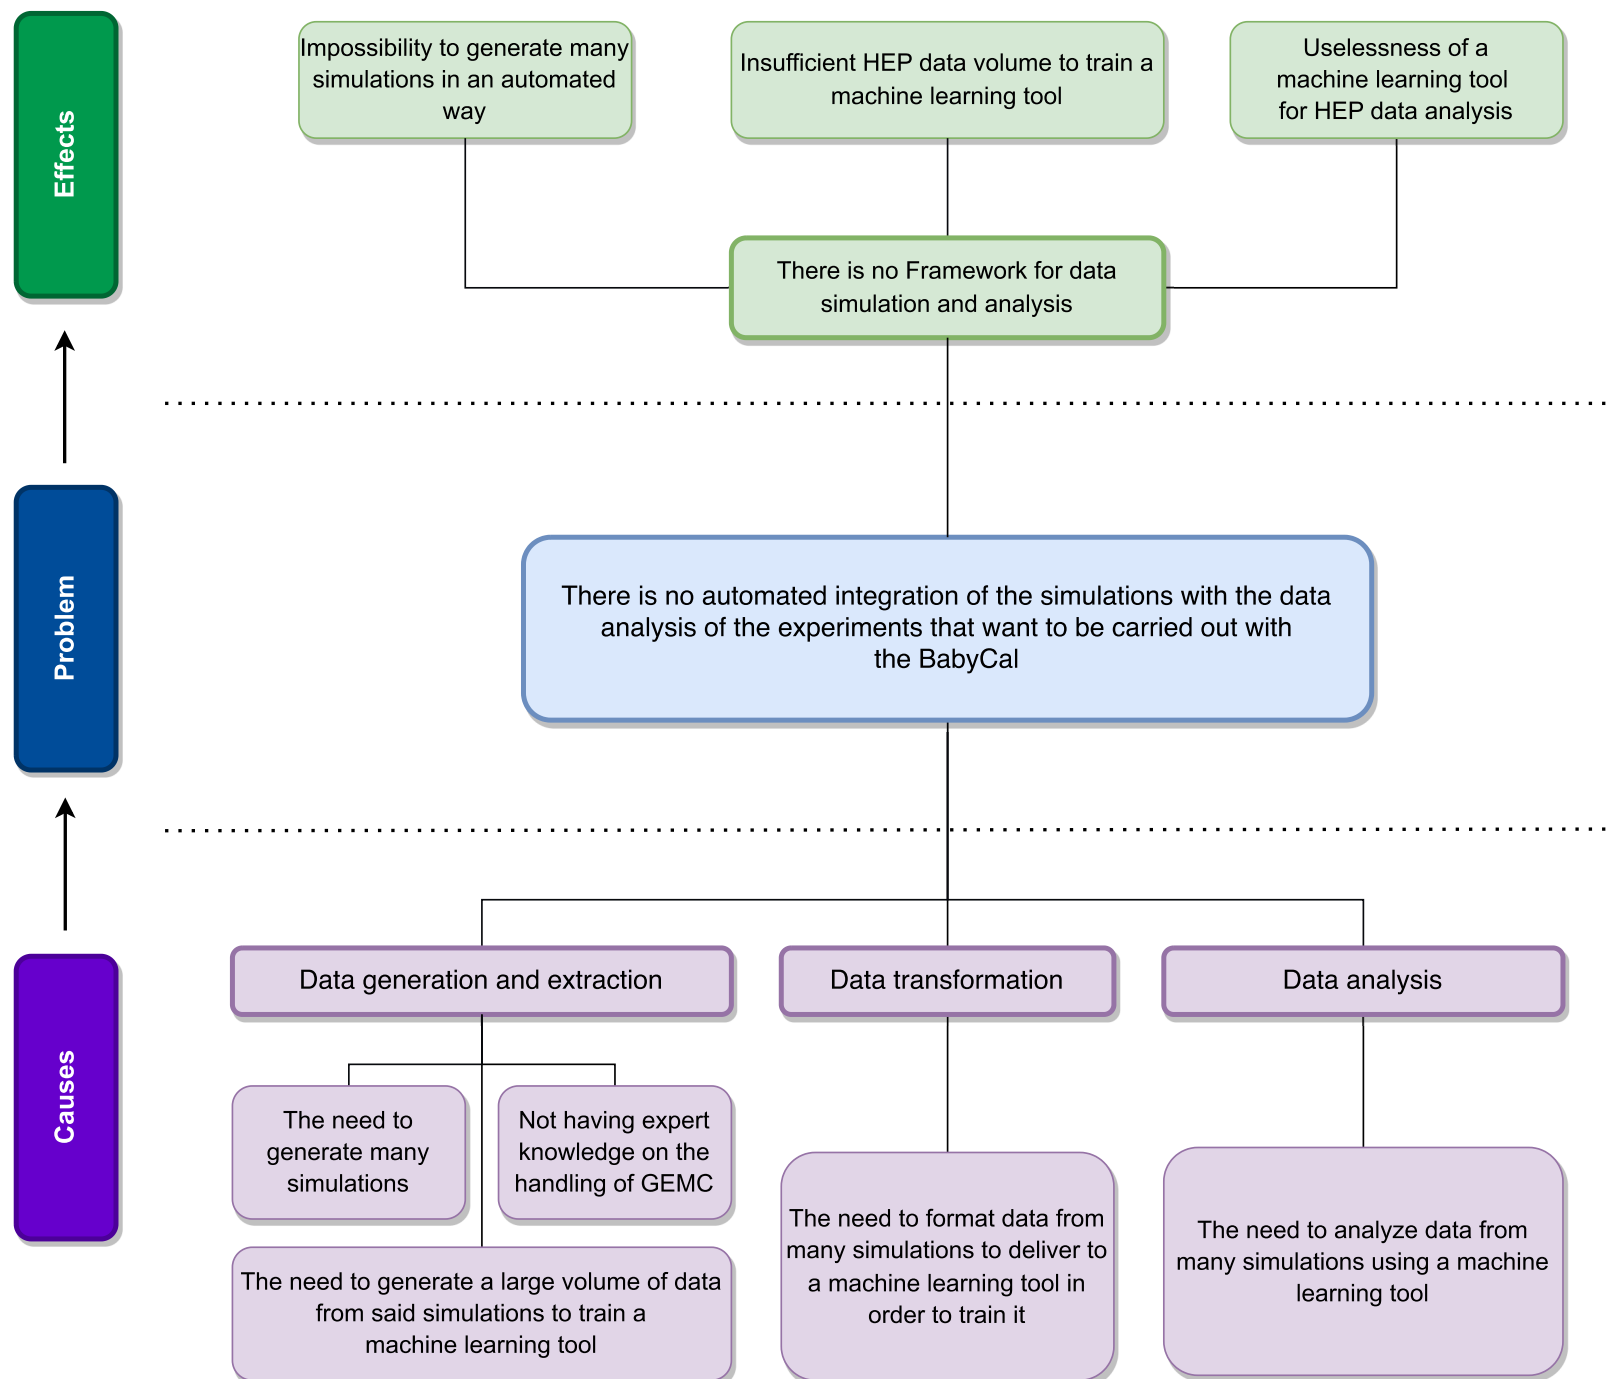 Effects
Impossibility to generate many
simulations in an automated
way
Insufficient HEP data volume to train a
machine learning tool
Uselessness of a
machine learning tool
for HEP data analysis
There is no Framework for data
simulation and analysis
Problem
There is no automated integration of the simulations with the data
analysis of the experiments that want to be carried out with
the BabyCal
Causes
Data generation and extraction
Data transformation
Data analysis
The need to
generate many
simulations
Not having expert
knowledge on the
handling of GEMC
The need to generate a large volume of data
from said simulations to train a
machine learning tool
The need to format data from
many simulations to deliver to
a machine learning tool in
order to train it
The need to analyze data from
many simulations using a machine
learning tool